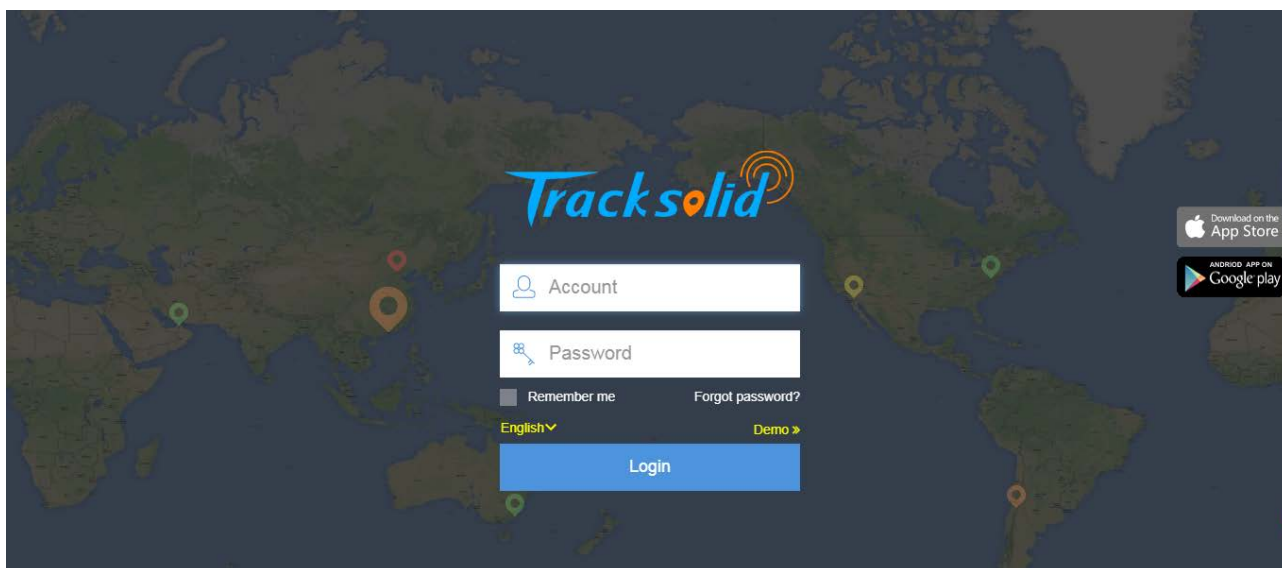 Tracksolid
Download on the
App Store
ANDRIOD APP ON
Google play
Account
Password
Remember me
Forgot password?
English
Demo »
Login